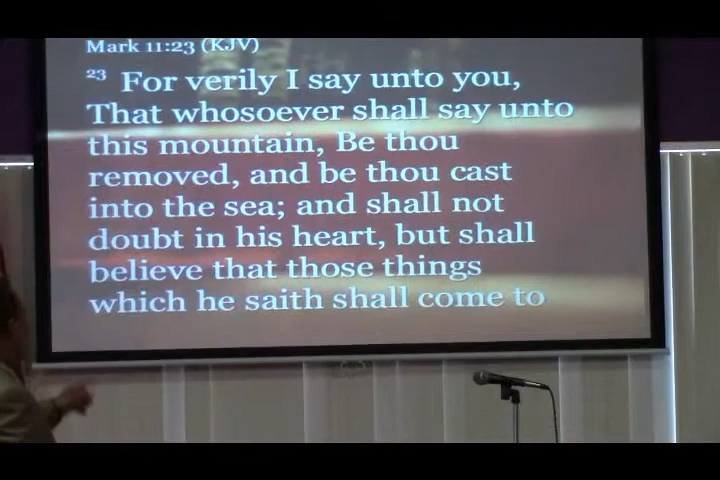 Mark 11:23 (KJV)
23 For verily I say unto you,
That whosoever shall say unto
this mountain, Be thou
removed, and be thou cast
into the sea; and shall not
doubt in his heart, but shall
believe that those things
which he saith shall come to